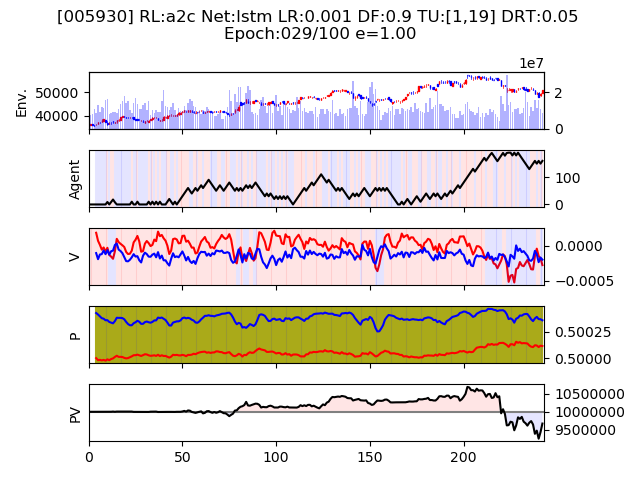 [005930] RL:a2c Net:lstm LR:0.001 DF:0.9 TU:[1,19] DRT:0.05
Epoch:029/100 e=1.00
1e7
Env.
50000
40000
2
0
Agent
100
0
V
0.0000
−0.0005
P
0.50025
0.50000
PV
10500000
10000000
9500000
0
50
100
150
200